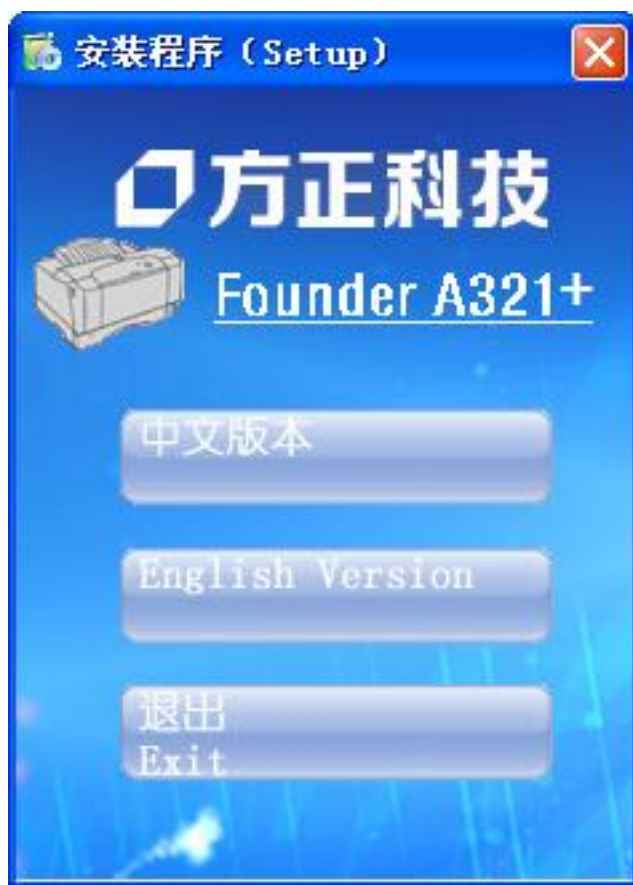 安装程序（Setup）
方正科技
Founder A321+
中文版本
English Version
退出
Exit